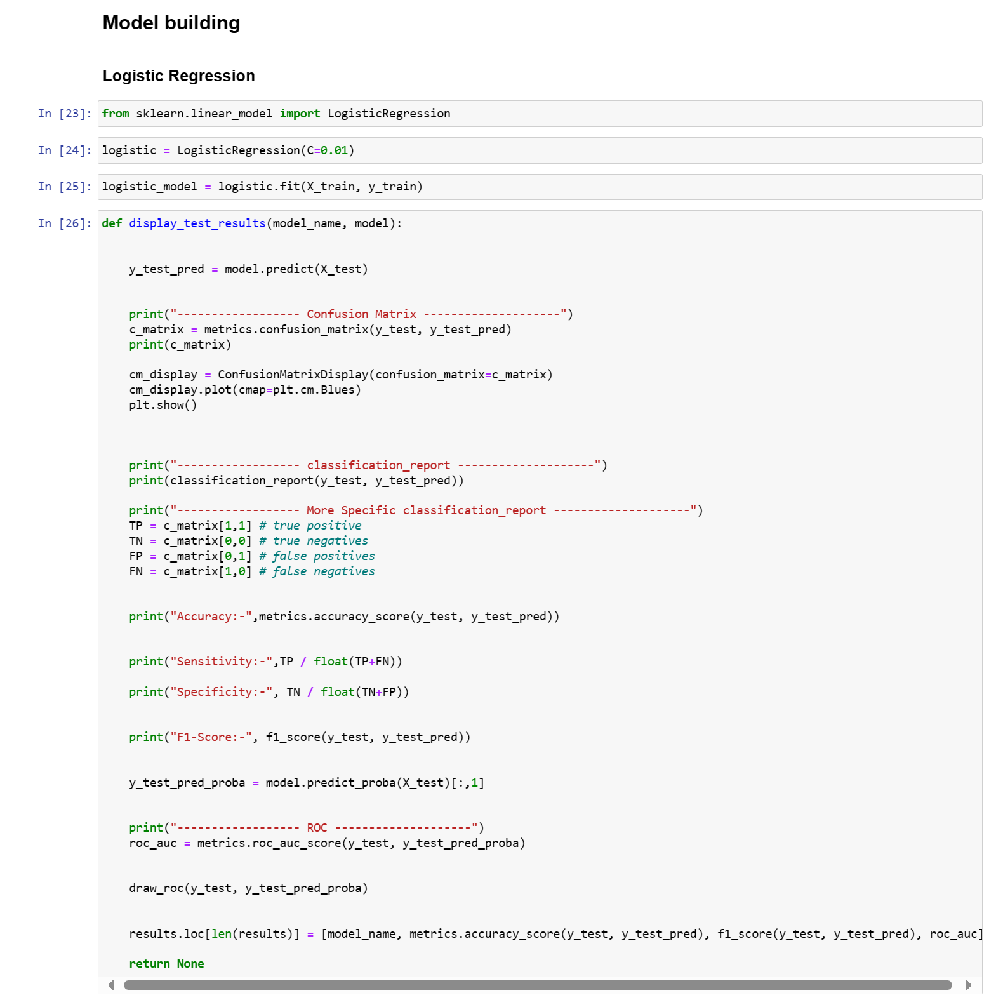 Model building
Logistic Regression
In [23]: from sklearn.linear_model import LogisticRegression
In [24]: logistic = LogisticRegression(C=0.01)
In [25]: logistic_model = logistic.fit(X_train, y_train)
In [26]: def display_test_results(model_name, model):
y_test_pred = model.predict(X_test)
print("------------------ Confusion Matrix --------------------")
c_matrix = metrics.confusion_matrix(y_test, y_test_pred)
print(c_matrix)
cm_display = ConfusionMatrixDisplay(confusion_matrix=c_matrix)
cm_display.plot(cmap=plt.cm.Blues)
plt.show()
print("------------------ classification_report --------------------")
print(classification_report(y_test, y_test_pred))
print("------------------ More Specific classification_report --------------------")
TP = c_matrix[1,1] # true positive
TN = c_matrix[0,0] # true negatives
FP = c_matrix[0,1] # false positives
FN = c_matrix[1,0] # false negatives
print("Accuracy:-",metrics.accuracy_score(y_test, y_test_pred))
print("Sensitivity:-",TP / float(TP+FN))
print("Specificity:-", TN / float(TN+FP))
print("F1-Score:-", f1_score(y_test, y_test_pred))
y_test_pred_proba = model.predict_proba(X_test)[:,1]
print("------------------ ROC --------------------")
roc_auc = metrics.roc_auc_score(y_test, y_test_pred_proba)
draw_roc(y_test, y_test_pred_proba)
results.loc[len(results)] = [model_name, metrics.accuracy_score(y_test, y_test_pred), f1_score(y_test, y_test_pred), roc_auc]
return None